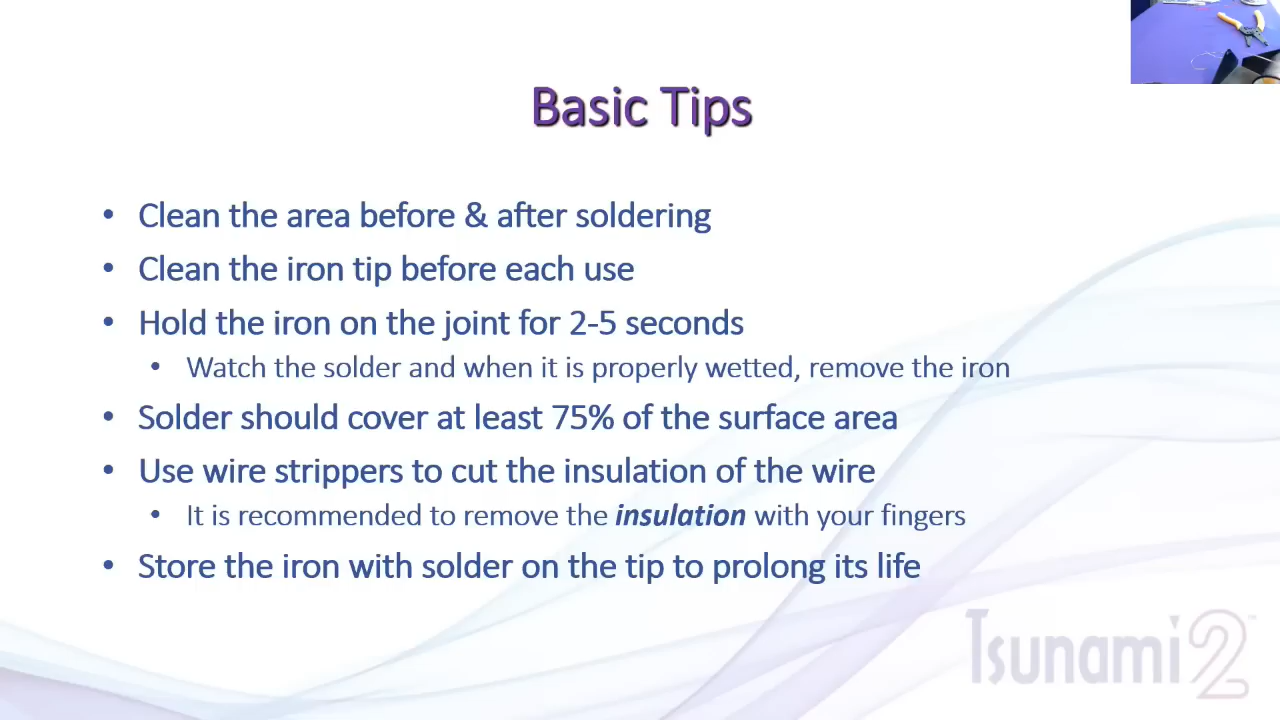 Basic Tips
• Clean the area before & after soldering
• Clean the iron tip before each use
• Hold the iron on the joint for 2-5 seconds
• Watch the solder and when it is properly wetted, remove the iron
• Solder should cover at least 75% of the surface area
• Use wire strippers to cut the insulation of the wire
• It is recommended to remove the insulation with your fingers
• Store the iron with solder on the tip to prolong its life
Tsunami2™